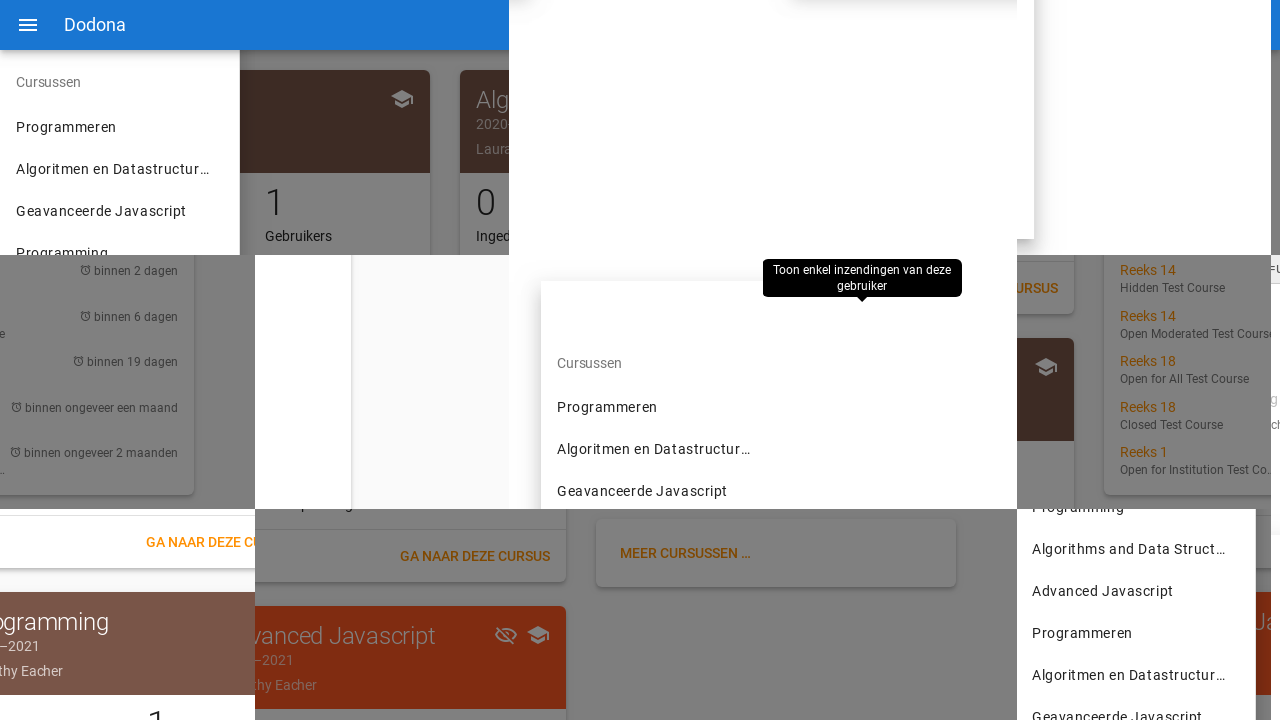 Dodona
Cursussen
Programmeren
Algoritmen en Datastructur…
Geavanceerde Javascript
Programming
Alg
2020
Laura
1
Gebruikers
0
Inged
binnen 2 dagen
binnen 6 dagen
binnen 19 dagen
binnen ongeveer een maand
binnen ongeveer 2 maanden
Toon enkel inzendingen van deze
gebruiker
Cursussen
Programmeren
Algoritmen en Datastructur…
Geavanceerde Javascript
URSUS
Reeks 14
Hidden Test Course
Reeks 14
Open Moderated Test Course
Reeks 18
Open for All Test Course
Reeks 18
Closed Test Course
Reeks 1
Open for Institution Test Co…
GA NAAR DEZE CU
ogramming
–2021
thy Eacher
1
GA NAAR DEZE CURSUS
MEER CURSUSSEN …
vanced Javascript
–2021
thy Eacher
Programming
Algorithms and Data Struct…
Advanced Javascript
Programmeren
Algoritmen en Datastructur…
Geavanceerde Javascript